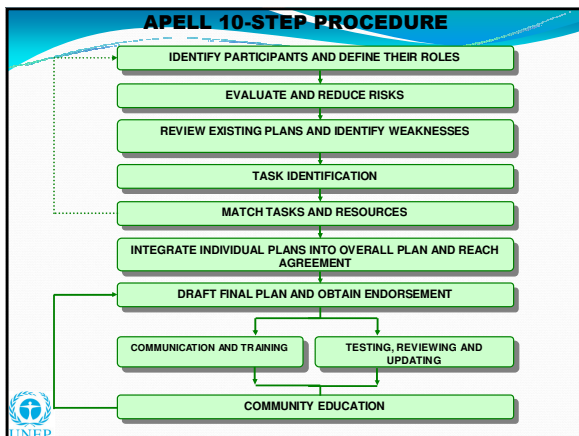 APELL 10-STEP PROCEDURE
IDENTIFY PARTICIPANTS AND DEFINE THEIR ROLES
EVALUATE AND REDUCE RISKS
REVIEW EXISTING PLANS AND IDENTIFY WEAKNESSES
TASK IDENTIFICATION
MATCH TASKS AND RESOURCES
INTEGRATE INDIVIDUAL PLANS INTO OVERALL PLAN AND REACH
AGREEMENT
DRAFT FINAL PLAN AND OBTAIN ENDORSEMENT
COMMUNICATION AND TRAINING
TESTING, REVIEWING AND
UPDATING
COMMUNITY EDUCATION
UNEP